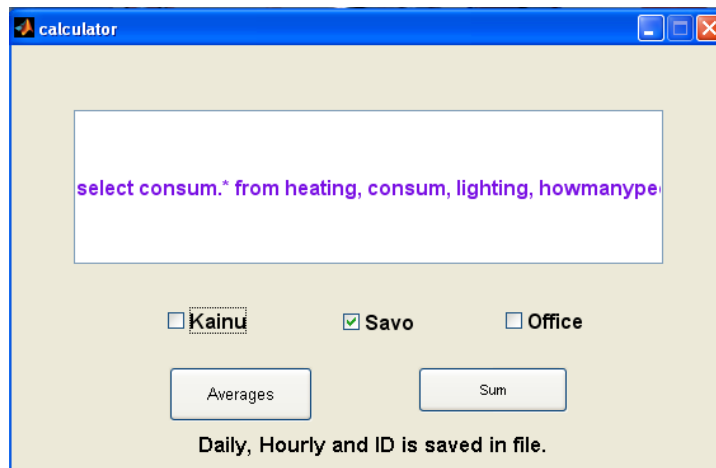 calculator
select consum.* from heating, consum, lighting,
Kainu Savo Office
Averages Sum
Daily, Hourly and ID is saved in file.